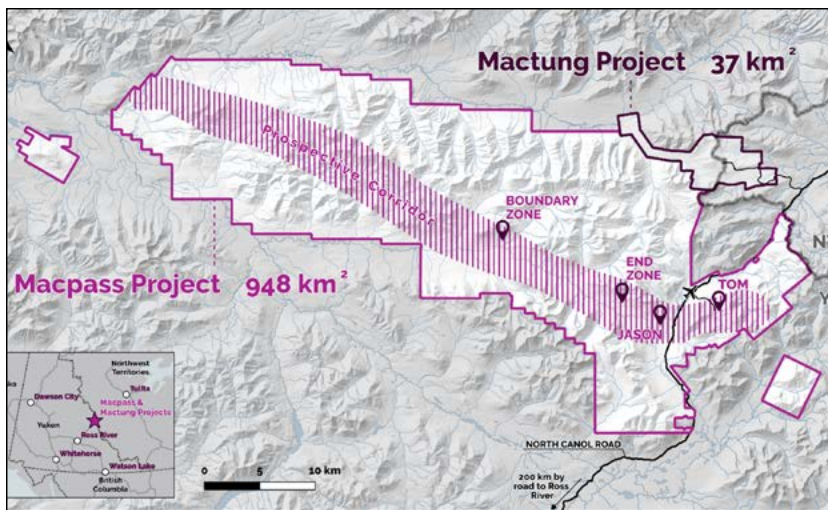 Mactung Project 37 km²
Prospective Corridor
BOUNDARY
ZONE
Macpass Project 948 km²
END
ZONE
TOM
JASON
N
Y
Northwest
Territories
Tulita
Dawson City
Macpass &
Mactung Projects
Yukon
Ross River
Whitehorse
Watson Lake
British
Columbia
NORTH CANOL ROAD
0 5 10 km
200 km by
road to Ross
River